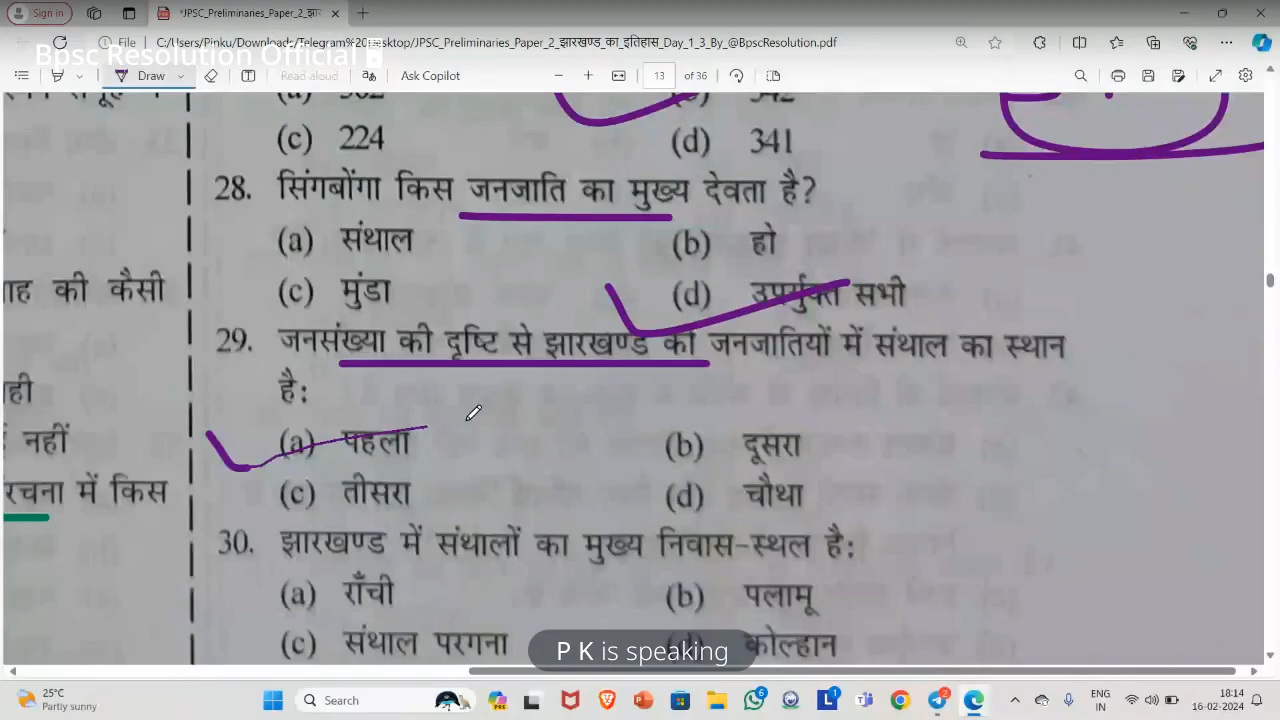 Sign in
*JPSC_Preliminaries_Paper_2_झार
File C:/Users/Pinku/Downloads/Telegram%20Desktop/JPSC_Preliminaries_Paper_2_झारखण्ड_का_इतिहास_Day_1_3_By_@BpscResolution.pdf
Bpsc Resolution Official
Draw Read aloud Ask Copilot 13 of 36
(c) 224 (d) 341
28. सिंगबोंगा किस जनजाति का मुख्य देवता है?
(a) संथाल (b) हो
(c) मुंडा (d) उपर्युक्त सभी
29. जनसंख्या की दृष्टि से झारखण्ड की जनजातियों में संथाल का स्थान
है:
(a) पहला (b) दूसरा
(c) तीसरा (d) चौथा
30. झारखण्ड में संथालों का मुख्य निवास-स्थल है:
(a) राँची (b) पलामू
(c) संथाल परगना (d) कोल्हान
ाह की कैसी
नहीं
रचना में किस
P K is speaking
25°C
Partly sunny
Search
6
1
2
ENG
IN
18:14
16-02-2024